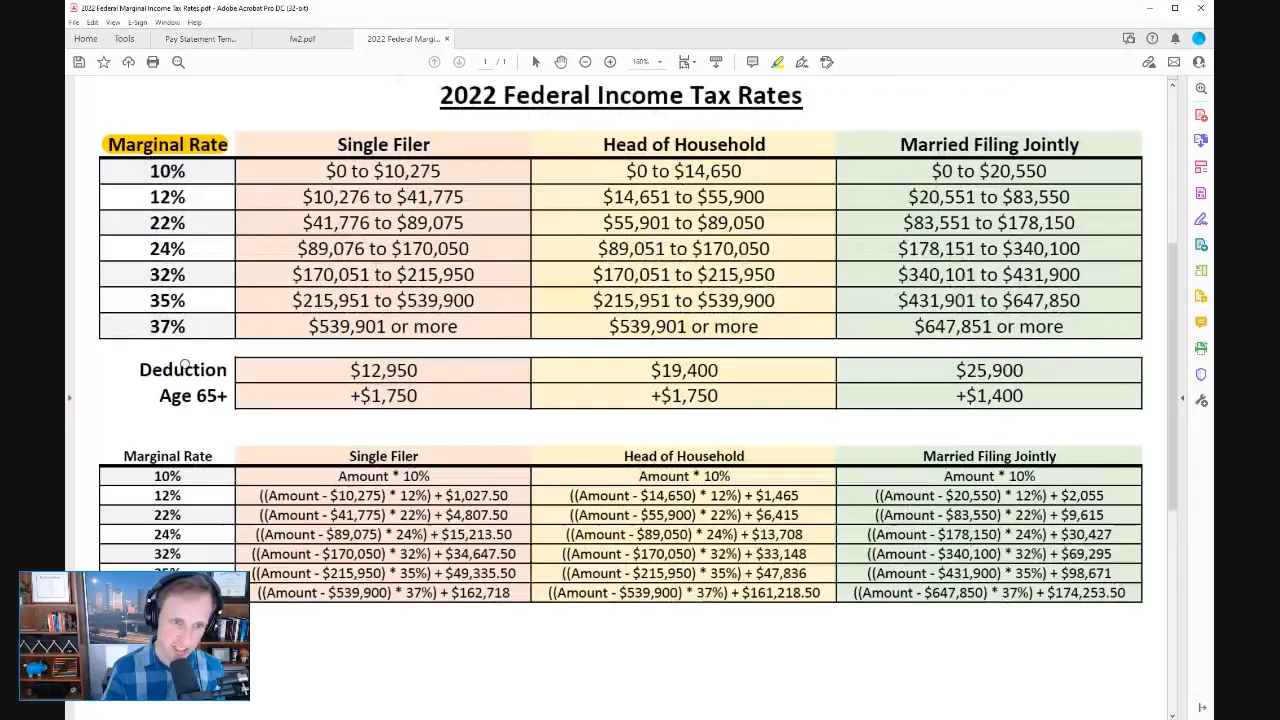 2022 Federal Marginal Income Tax Rates.pdf - Adobe Acrobat Pro DC (32-bit)
File Edit View E-Sign Window Help
Home Tools Pay Statement Tem... fw2.pdf 2022 Federal Margi... ×
1 / 1 160%
2022 Federal Income Tax Rates
Marginal Rate Single Filer Head of Household Married Filing Jointly
10% $0 to $10,275 $0 to $14,650 $0 to $20,550
12% $10,276 to $41,775 $14,651 to $55,900 $20,551 to $83,550
22% $41,776 to $89,075 $55,901 to $89,050 $83,551 to $178,150
24% $89,076 to $170,050 $89,051 to $170,050 $178,151 to $340,100
32% $170,051 to $215,950 $170,051 to $215,950 $340,101 to $431,900
35% $215,951 to $539,900 $215,951 to $539,900 $431,901 to $647,850
37% $539,901 or more $539,901 or more $647,851 or more
Deduction $12,950 $19,400 $25,900
Age 65+ +$1,750 +$1,750 +$1,400
Marginal Rate Single Filer Head of Household Married Filing Jointly
10% Amount * 10% Amount * 10% Amount * 10%
12% ((Amount - $10,275) * 12%) + $1,027.50 ((Amount - $14,650) * 12%) + $1,465 ((Amount - $20,550) * 12%) + $2,055
22% ((Amount - $41,775) * 22%) + $4,807.50 ((Amount - $55,900) * 22%) + $6,415 ((Amount - $83,550) * 22%) + $9,615
24% ((Amount - $89,075) * 24%) + $15,213.50 ((Amount - $89,050) * 24%) + $13,708 ((Amount - $178,150) * 24%) + $30,427
32% ((Amount - $170,050) * 32%) + $34,647.50 ((Amount - $170,050) * 32%) + $33,148 ((Amount - $340,100) * 32%) + $69,295
((Amount - $215,950) * 35%) + $49,335.50 ((Amount - $215,950) * 35%) + $47,836 ((Amount - $431,900) * 35%) + $98,671
((Amount - $539,900) * 37%) + $162,718 ((Amount - $539,900) * 37%) + $161,218.50 ((Amount - $647,850) * 37%) + $174,253.50